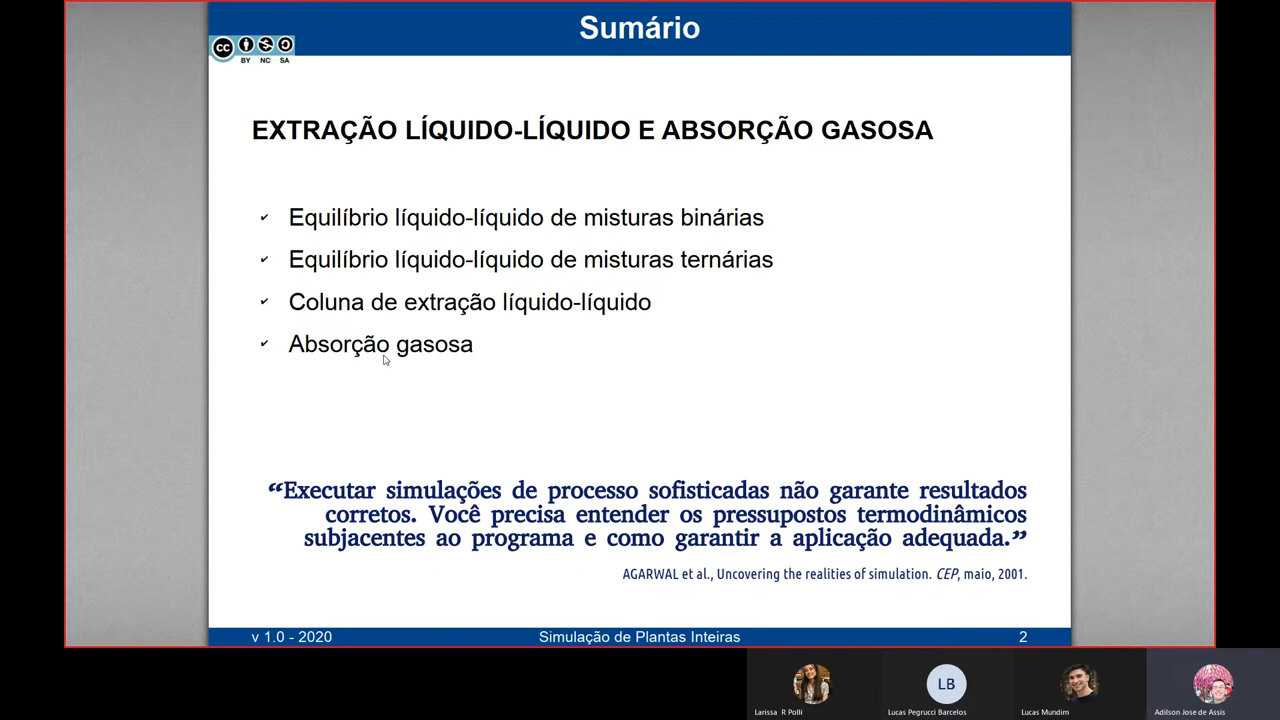 Sumário
cc
BY NC SA
EXTRAÇÃO LÍQUIDO-LÍQUIDO E ABSORÇÃO GASOSA
✔ Equilíbrio líquido-líquido de misturas binárias
✔ Equilíbrio líquido-líquido de misturas ternárias
✔ Coluna de extração líquido-líquido
✔ Absorção gasosa
“Executar simulações de processo sofisticadas não garante resultados
corretos. Você precisa entender os pressupostos termodinâmicos
subjacentes ao programa e como garantir a aplicação adequada.”
AGARWAL et al., Uncovering the realities of simulation. CEP, maio, 2001.
v 1.0 - 2020 Simulação de Plantas Inteiras 2
LB
Larissa R Polli Lucas Pegrucci Barcelos Lucas Mundim Adilson Jose de Assis